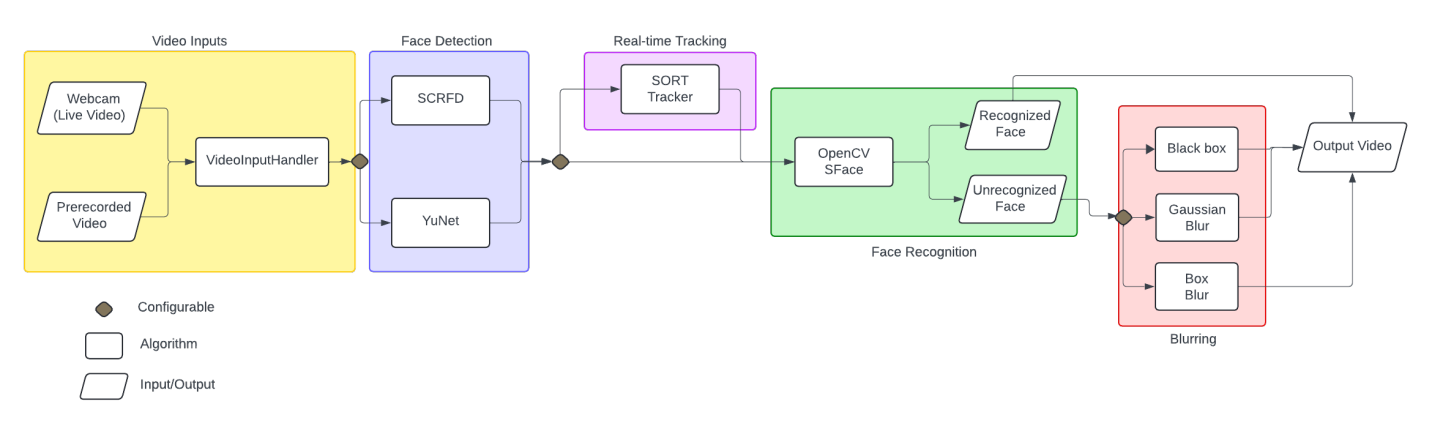 Video Inputs
Webcam
(Live Video)
Prerecorded
Video
VideoInputHandler
Face Detection
SCRFD
YuNet
Real-time Tracking
SORT
Tracker
OpenCV
SFace
Recognized
Face
Unrecognized
Face
Face Recognition
Black box
Gaussian
Blur
Box
Blur
Blurring
Output Video
Configurable
Algorithm
Input/Output